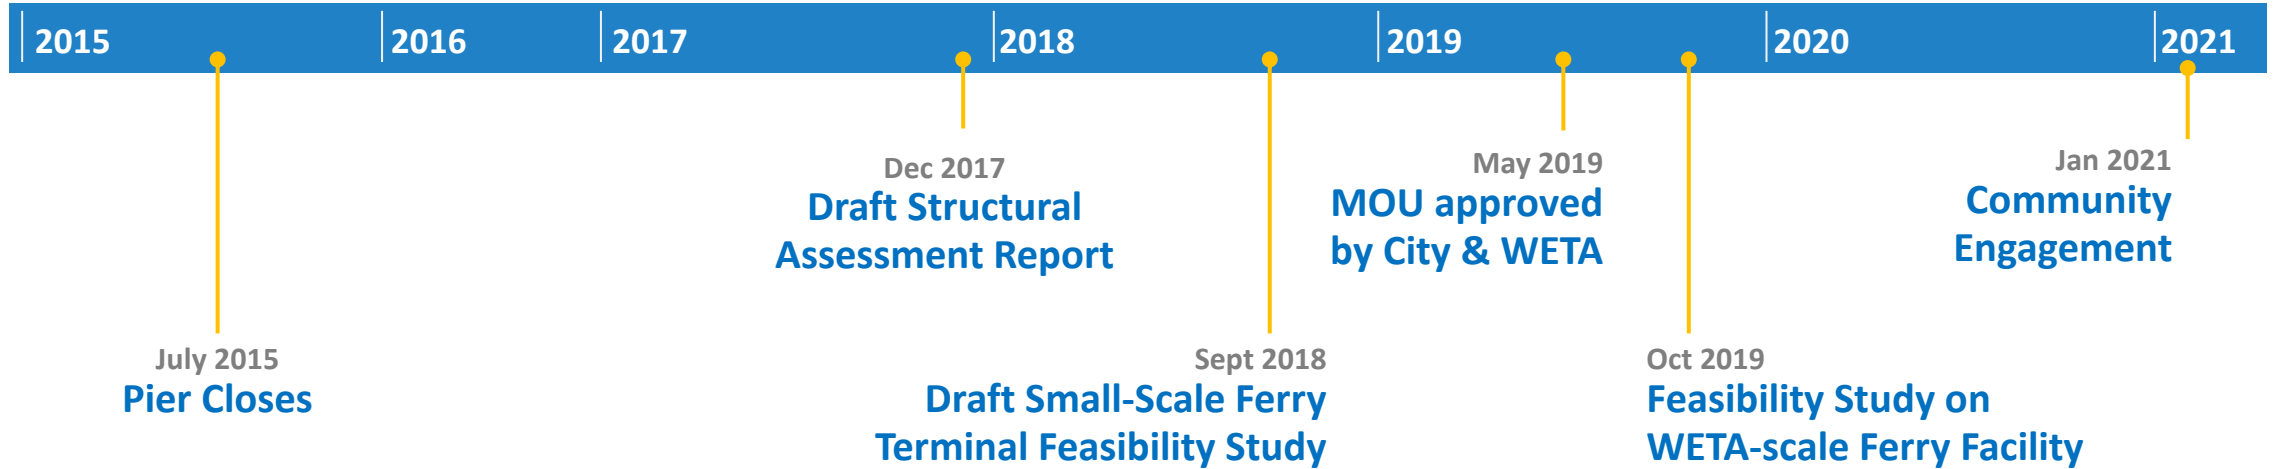 2015
2016
2017
2018
2019
2020
2021
July 2015
Pier Closes
Dec 2017
Draft Structural
Assessment Report
Sept 2018
Draft Small-Scale Ferry
Terminal Feasibility Study
May 2019
MOU approved
by City & WETA
Oct 2019
Feasibility Study on
WETA-scale Ferry Facility
Jan 2021
Community
Engagement